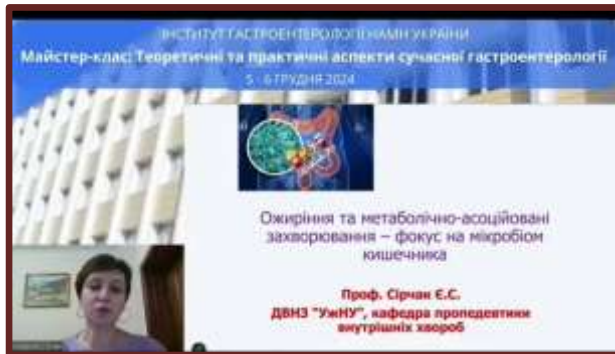 ІНСТИТУТ ГАСТРОЕНТЕРОЛОГІЇ НАМН УКРАЇНИ
Майстер-клас: Теоретичні та практичні аспекти сучасної гастроентерології
5 - 6 ГРУДНЯ 2024
Ожиріння та метаболічно-асоційовані
захворювання – фокус на мікробіом
кишечника
Проф. Сірчак Є.С.
ДВНЗ "УжНУ", кафедра пропедевтики
внутрішніх хвороб